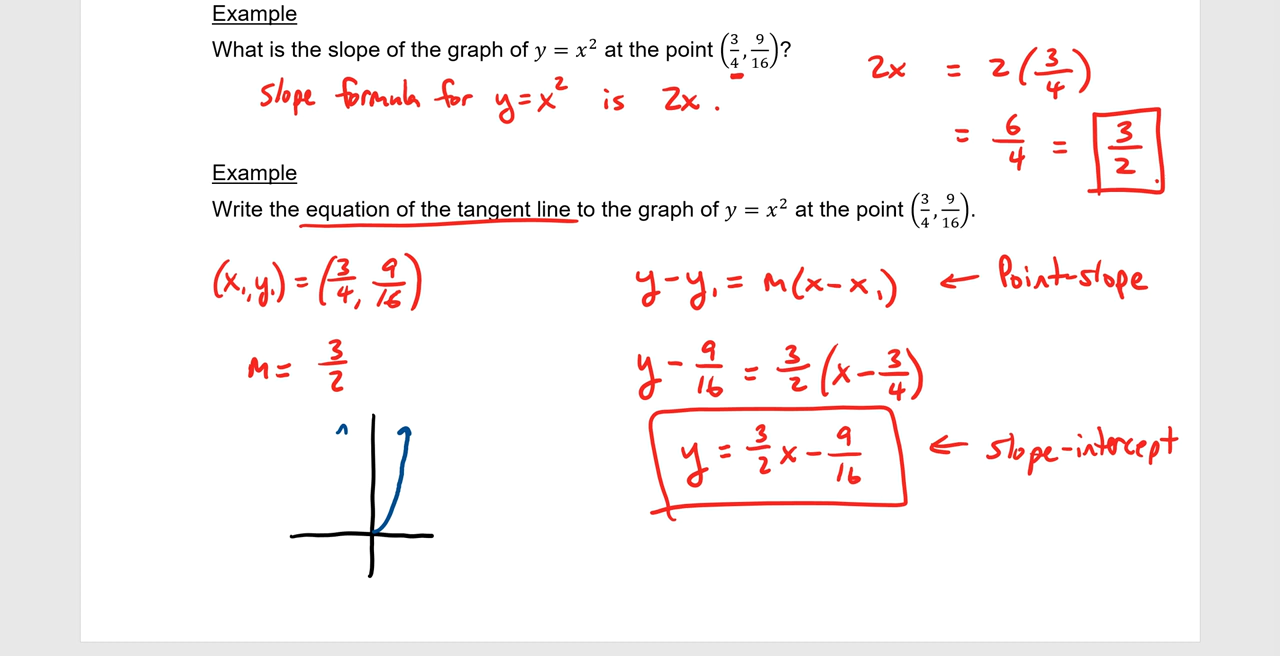 Example
What is the slope of the graph of y = x² at the point (3/4, 9/16)?
Slope formula for y=x² is 2x.
2x = 2(3/4)
= 6/4 = 3/2
Example
Write the equation of the tangent line to the graph of y = x² at the point (3/4, 9/16).
(x₁,y₁) = (3/4, 9/16)
m = 3/2
y-y₁ = m(x-x₁) ← Point-slope
y - 9/16 = 3/2 (x - 3/4)
y = 3/2 x - 9/16 ← slope-intercept